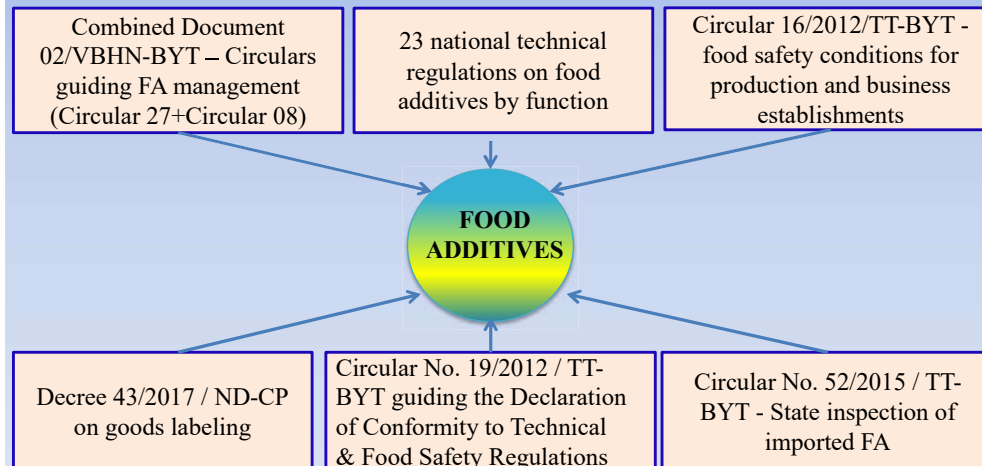 Combined Document
02/VBHN-BYT – Circulars
guiding FA management
(Circular 27+Circular 08)
23 national technical
regulations on food
additives by function
Circular 16/2012/TT-BYT -
food safety conditions for
production and business
establishments
FOOD
ADDITIVES
Decree 43/2017 / ND-CP
on goods labeling
Circular No. 19/2012 / TT-
BYT guiding the Declaration
of Conformity to Technical
& Food Safety Regulations
Circular No. 52/2015 / TT-
BYT - State inspection of
imported FA